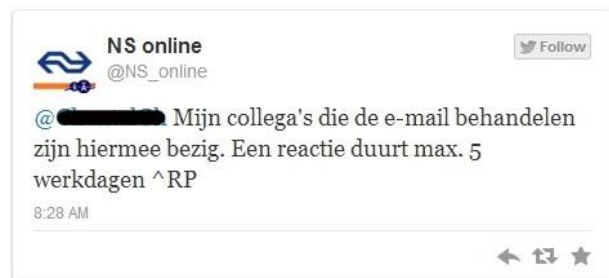 NS online
Follow
@NS_online
@ Mijn collega's die de e-mail behandelen
zijn hiermee bezig. Een reactie duurt max. 5
werkdagen ^RP
8:28 AM